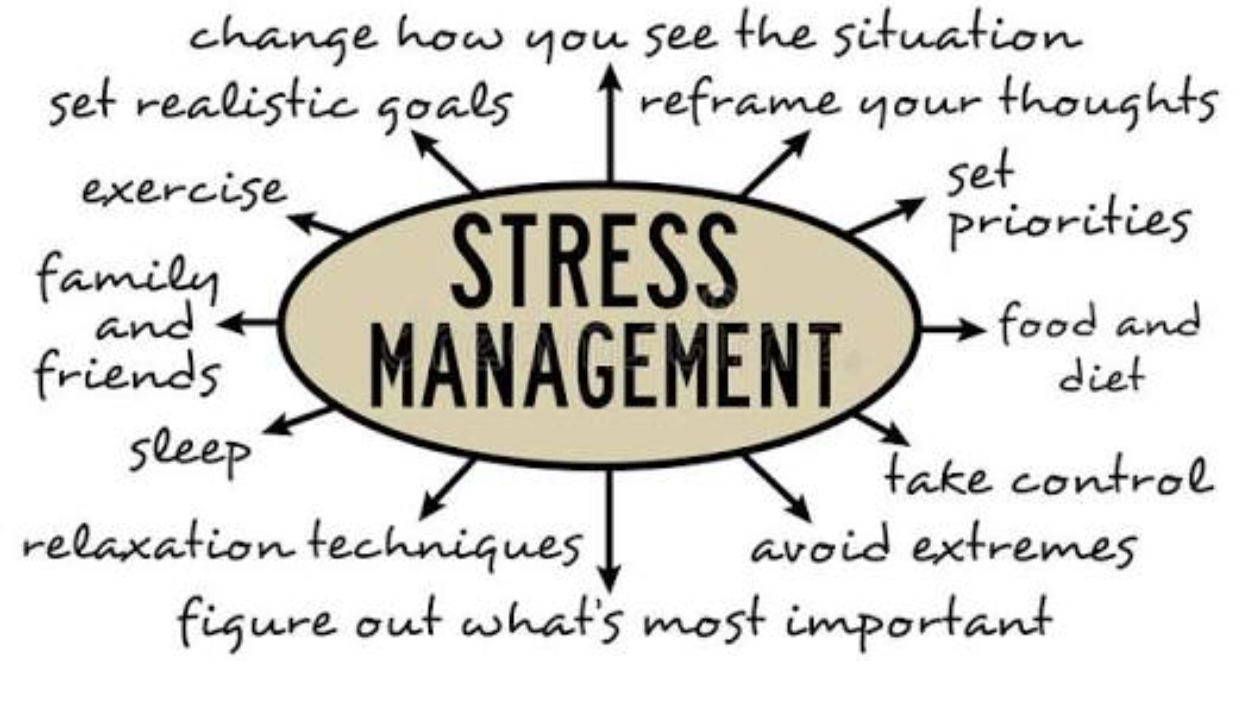 change how you see the situation
set realistic goals
reframe your thoughts
exercise
set
priorities
family
and
friends
STRESS
MANAGEMENT
food and
diet
sleep
take control
relaxation techniques
avoid extremes
figure out what's most important